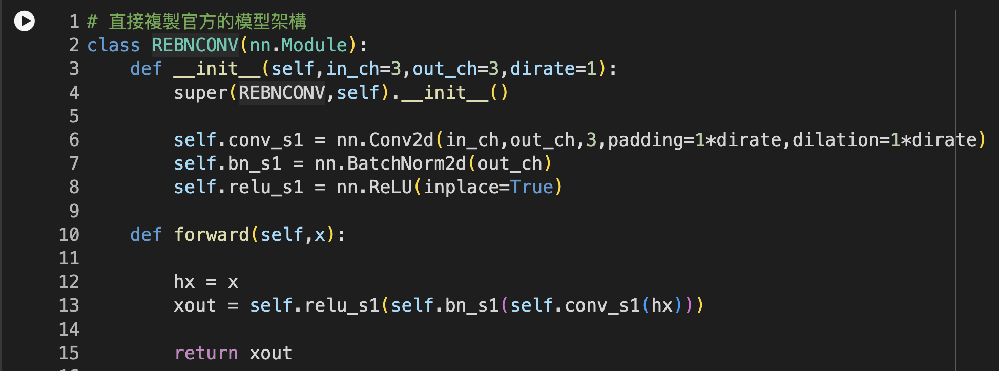 1 # 直接複製官方的模型架構
2 class REBNCONV(nn.Module):
3     def __init__(self,in_ch=3,out_ch=3,dirate=1):
4         super(REBNCONV,self).__init__()
5
6         self.conv_s1 = nn.Conv2d(in_ch,out_ch,3,padding=1*dirate,dilation=1*dirate)
7         self.bn_s1 = nn.BatchNorm2d(out_ch)
8         self.relu_s1 = nn.ReLU(inplace=True)
9
10     def forward(self,x):
11
12         hx = x
13         xout = self.relu_s1(self.bn_s1(self.conv_s1(hx)))
14
15         return xout